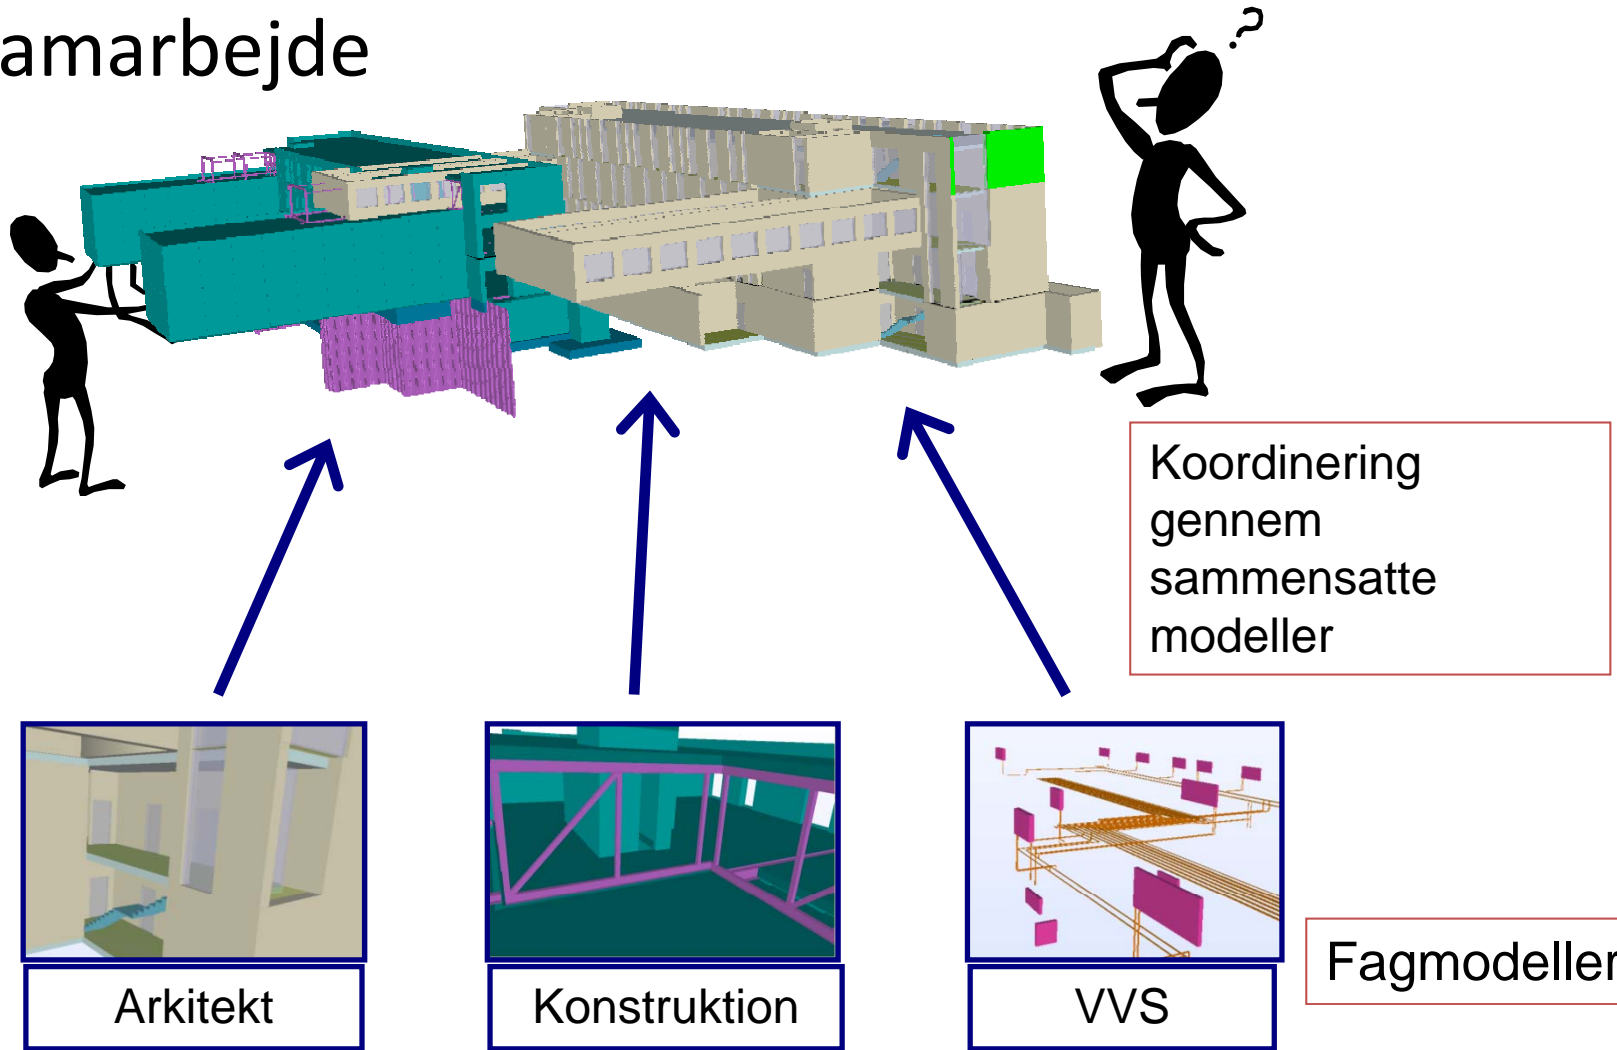 amarbejde
?
Koordinering
gennem
sammensatte
modeller
Arkitekt
Konstruktion
VVS
Fagmodeller